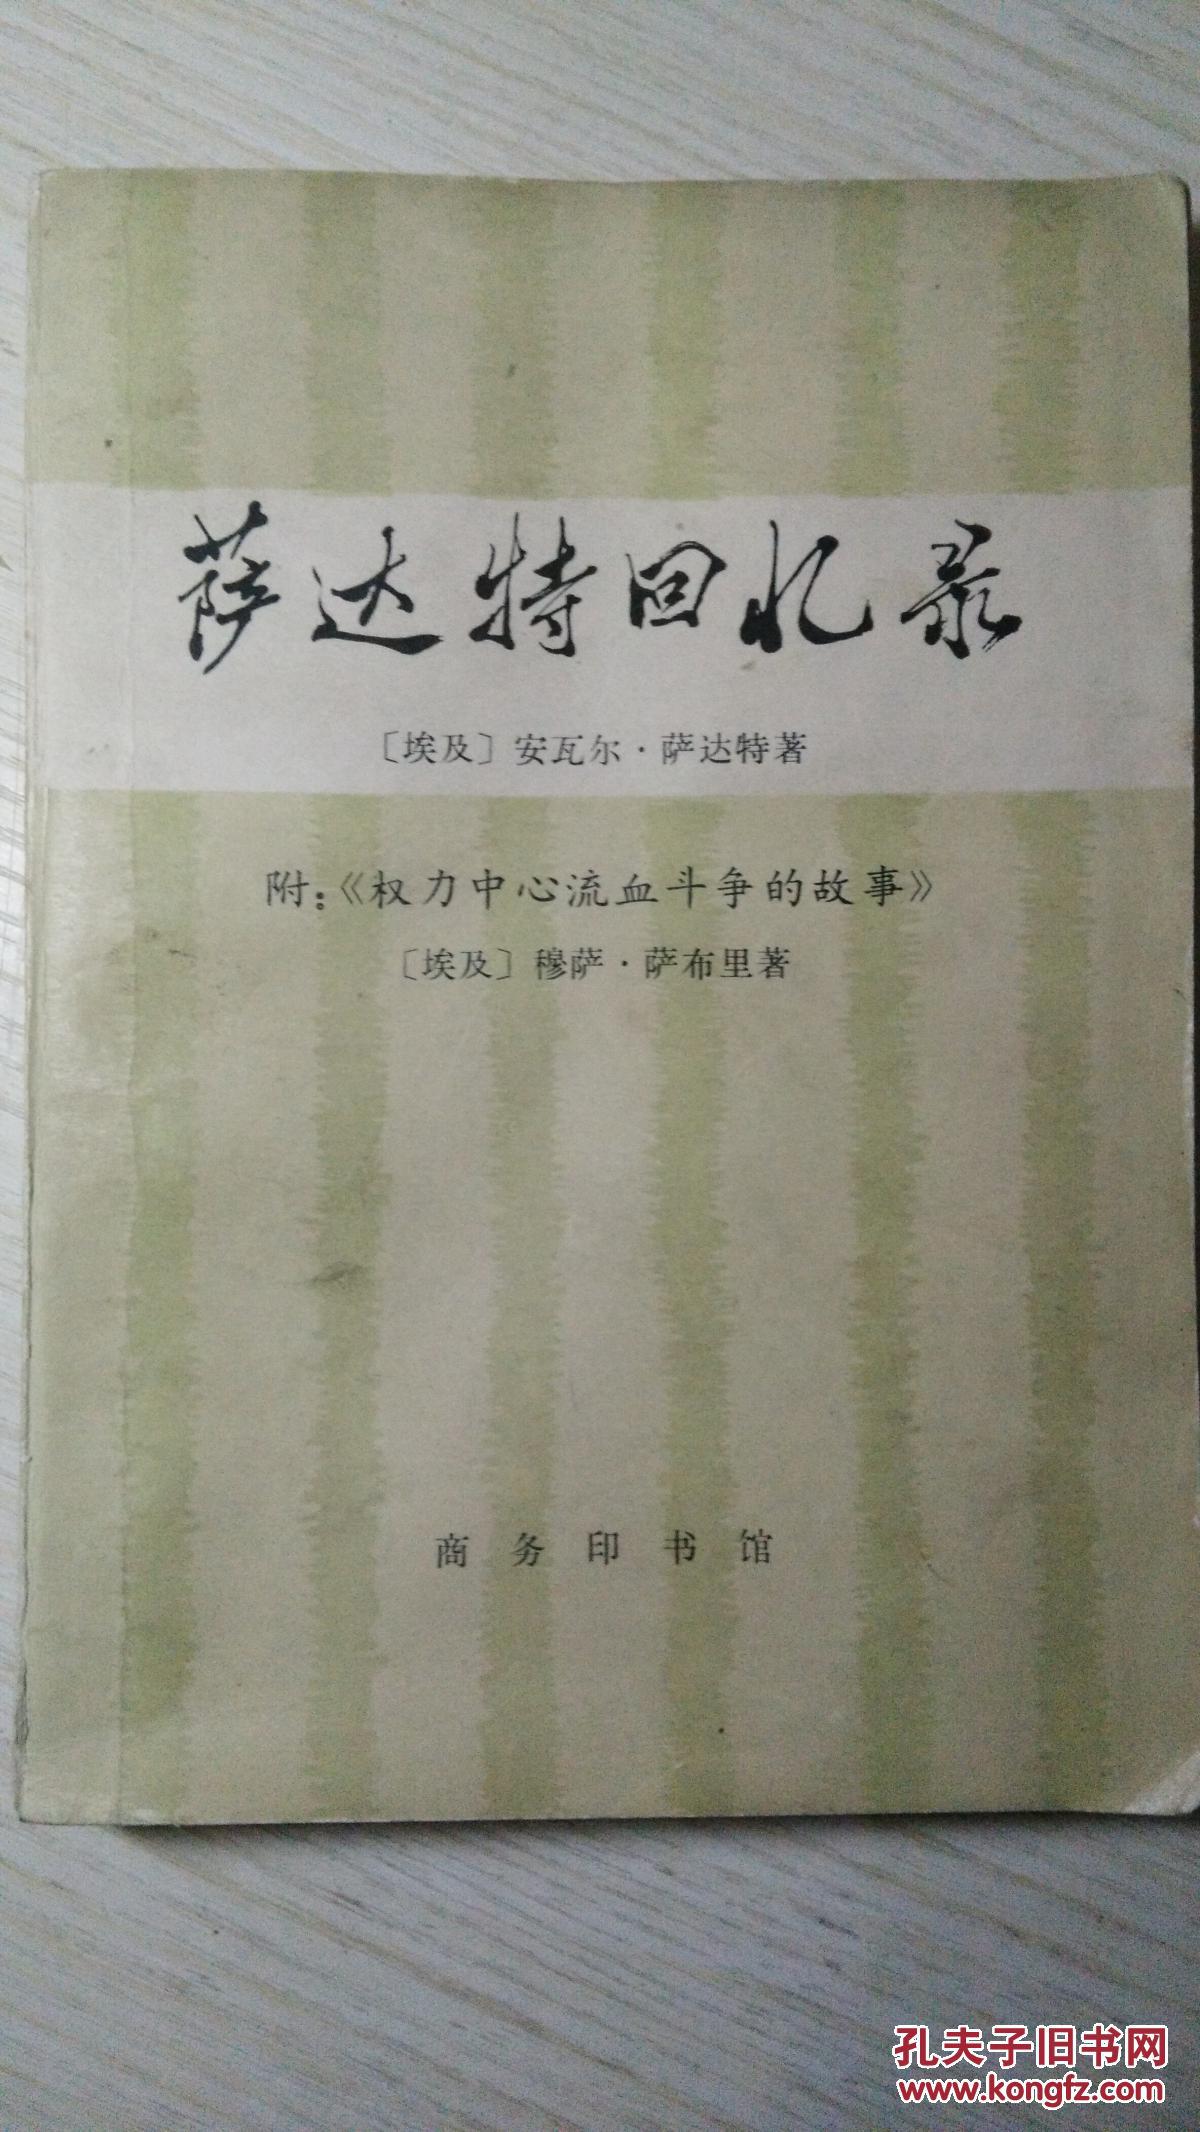 萨达特回忆录
〔埃及〕安瓦尔·萨达特著
附：《权力中心流血斗争的故事》
〔埃及〕穆萨·萨布里著
商务印书馆
孔夫子旧书网
www.kongfz.com